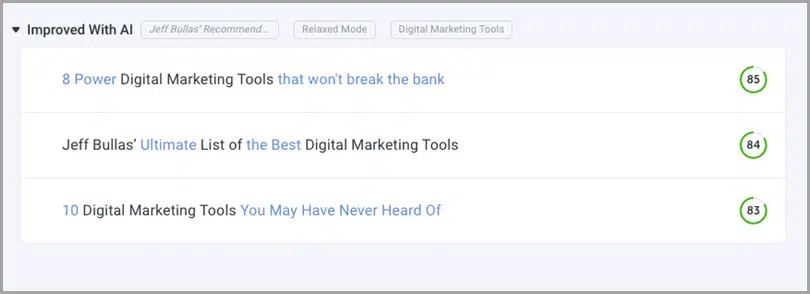 Improved With AI Jeff Bullas' Recommend... Relaxed Mode Digital Marketing Tools
8 Power Digital Marketing Tools that won't break the bank 85
Jeff Bullas' Ultimate List of the Best Digital Marketing Tools 84
10 Digital Marketing Tools You May Have Never Heard Of 83